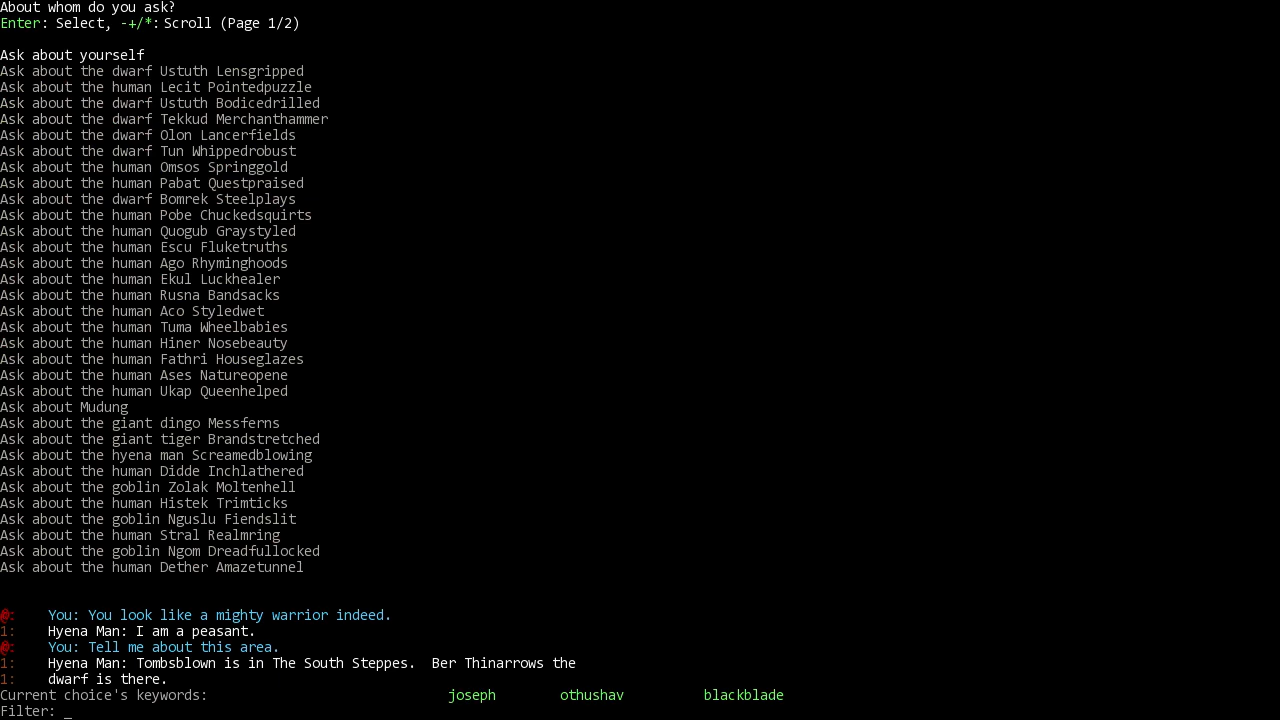 About whom do you ask?
Enter: Select, -+/*: Scroll (Page 1/2)
Ask about yourself
Ask about the dwarf Ustuth Lensgripped
Ask about the human Lecit Pointedpuzzle
Ask about the dwarf Ustuth Bodicedrilled
Ask about the dwarf Tekkud Merchanthammer
Ask about the dwarf Olon Lancerfields
Ask about the dwarf Tun Whippedrobust
Ask about the human Omsos Springgold
Ask about the human Pabat Questpraised
Ask about the dwarf Bomrek Steelplays
Ask about the human Pobe Chuckedsquirts
Ask about the human Quogub Graystyled
Ask about the human Escu Fluketruths
Ask about the human Ago Rhyminghoods
Ask about the human Ekul Luckhealer
Ask about the human Rusna Bandsacks
Ask about the human Aco Styledwet
Ask about the human Tuma Wheelbabies
Ask about the human Hiner Nosebeauty
Ask about the human Fathri Houseglazes
Ask about the human Ases Natureopene
Ask about the human Ukap Queenhelped
Ask about Mudung
Ask about the giant dingo Messferns
Ask about the giant tiger Brandstretched
Ask about the hyena man Screamedblowing
Ask about the human Didde Inchlathered
Ask about the goblin Zolak Moltenhell
Ask about the human Histek Trimticks
Ask about the goblin Nguslu Fiendslit
Ask about the human Stral Realmring
Ask about the goblin Ngom Dreadfullocked
Ask about the human Dether Amazetunnel
@: You: You look like a mighty warrior indeed.
1: Hyena Man: I am a peasant.
@: You: Tell me about this area.
1: Hyena Man: Tombsblown is in The South Steppes.  Ber Thinarrows the
1: dwarf is there.
Current choice's keywords: joseph othushav blackblade
Filter: _